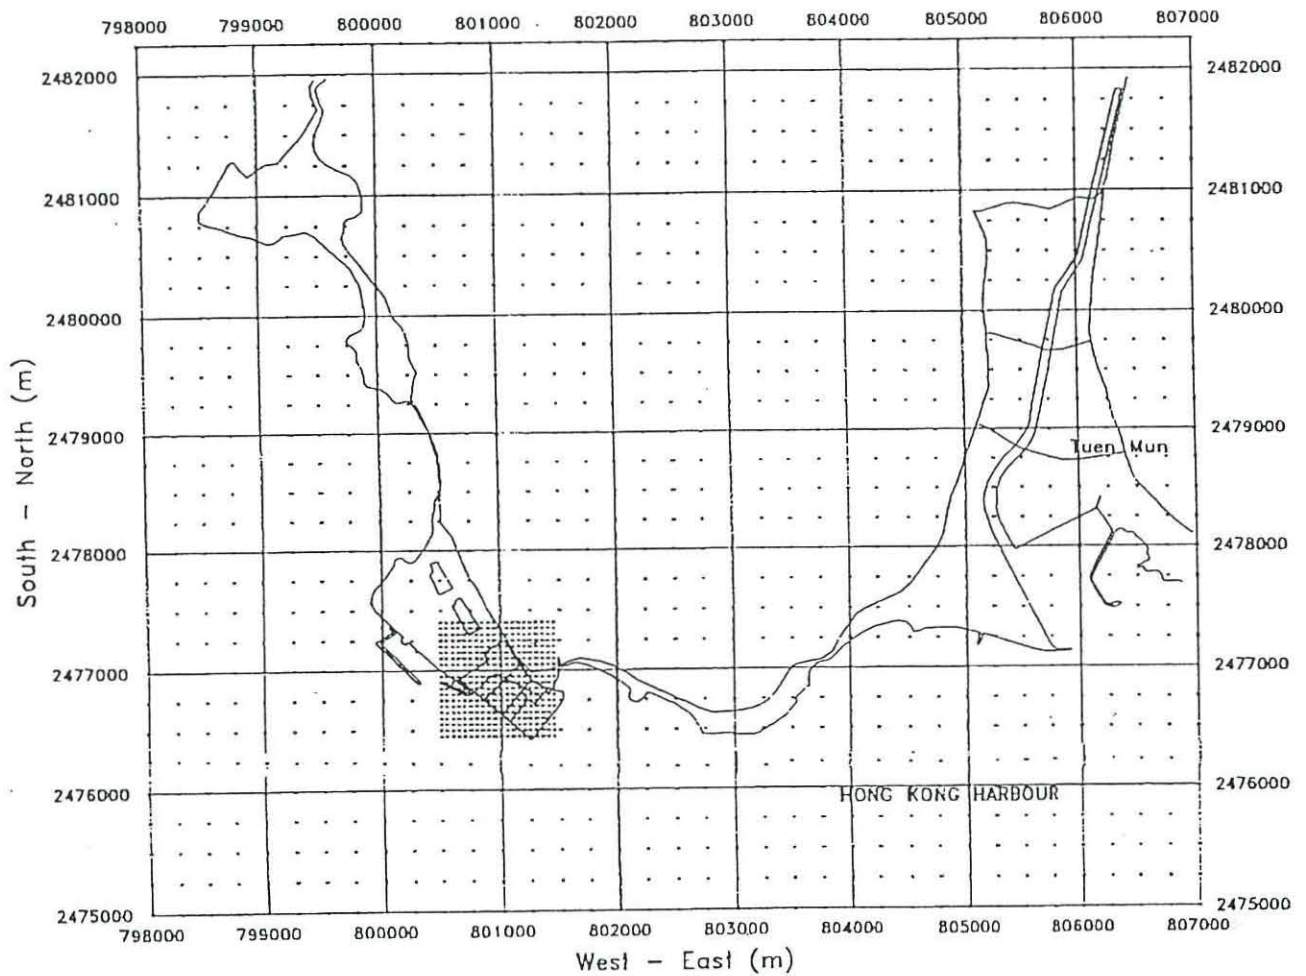 798000 799000 800000 801000 802000 803000 804000 805000 806000 807000
2482000 2482000
2481000 2481000
2480000 2480000
2479000 2479000
Tuen Mun
2478000 2478000
2477000 2477000
2476000 2476000
HONG KONG HARBOUR
2475000 2475000
798000 799000 800000 801000 802000 803000 804000 805000 806000 807000
West - East (m)
South - North (m)